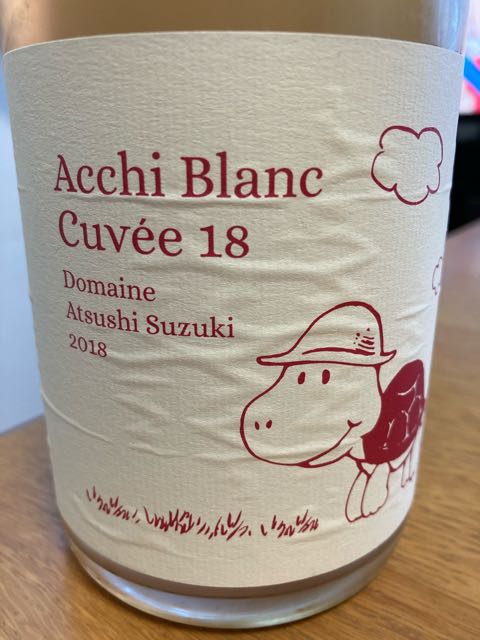 Acchi Blanc
Cuvée 18
Domaine
Atsushi Suzuki
2018